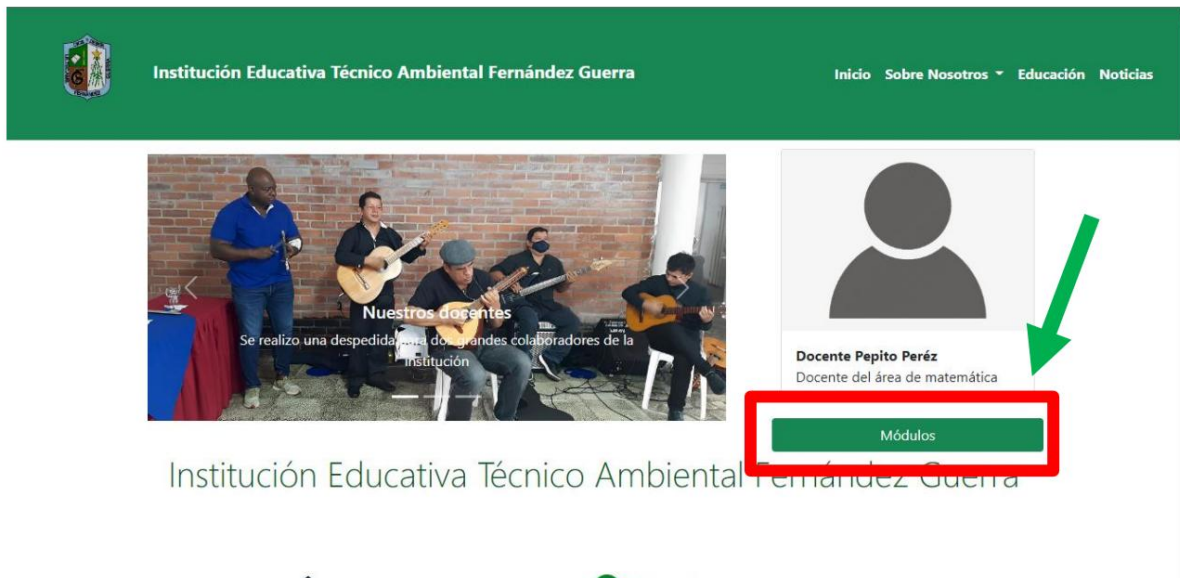 Institución Educativa Técnico Ambiental Fernández Guerra
Inicio Sobre Nosotros Educación Noticias
Nuestros docentes
Se realizo una despedida para dos grandes colaboradores de la
Institución
Docente Pepito Peréz
Docente del área de matemática
Módulos
Institución Educativa Técnico Ambiental Fernández Guerra